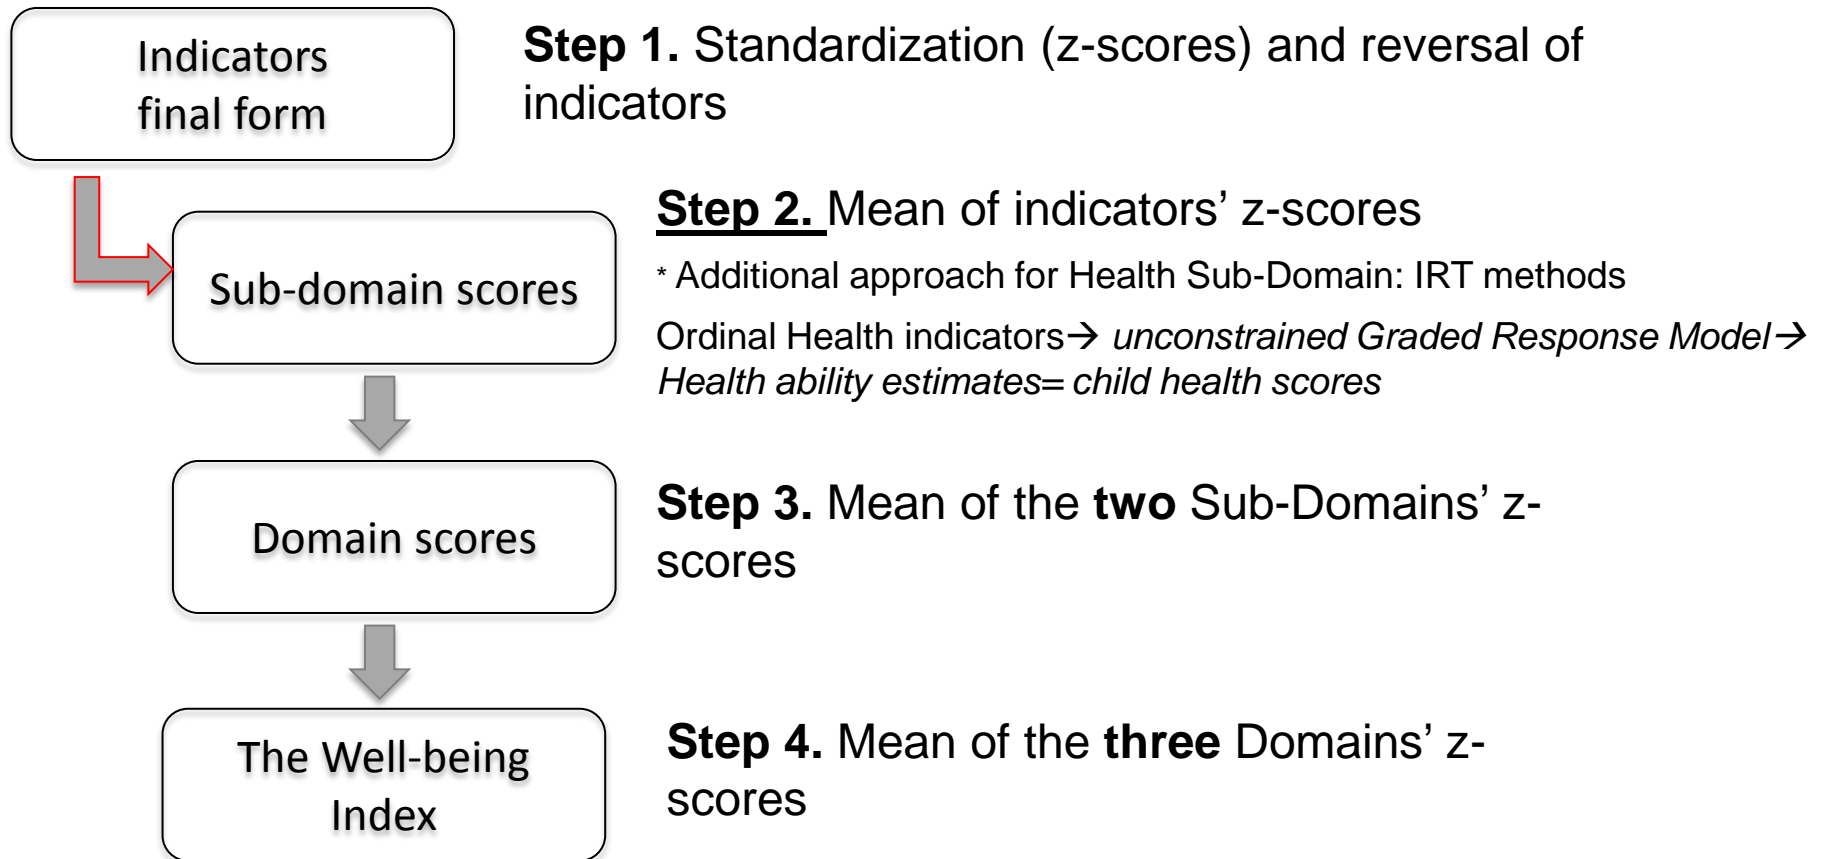 Indicators
final form
Step 1. Standardization (z-scores) and reversal of
indicators
Sub-domain scores
Step 2. Mean of indicators’ z-scores
* Additional approach for Health Sub-Domain: IRT methods
Ordinal Health indicators→ unconstrained Graded Response Model→
Health ability estimates= child health scores
Domain scores
Step 3. Mean of the two Sub-Domains’ z-
scores
The Well-being
Index
Step 4. Mean of the three Domains’ z-
scores